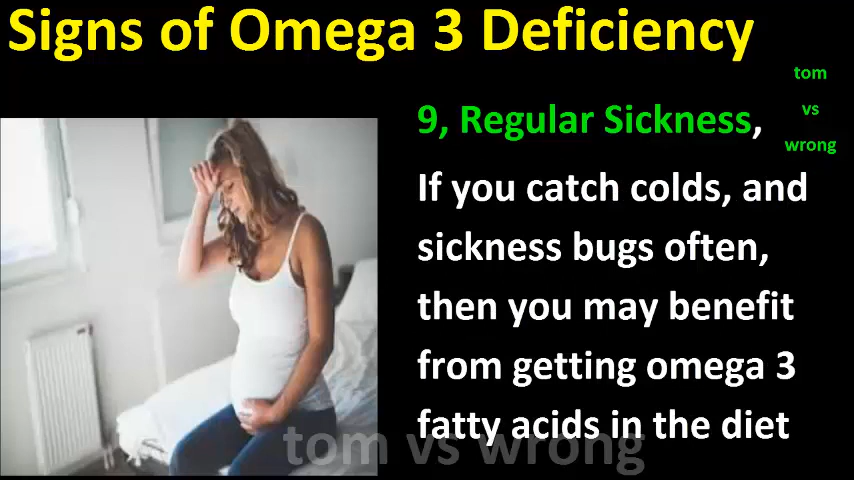 Signs of Omega 3 Deficiency
tom
vs
wrong
9, Regular Sickness,
If you catch colds, and
sickness bugs often,
then you may benefit
from getting omega 3
fatty acids in the diet
tom vs wrong